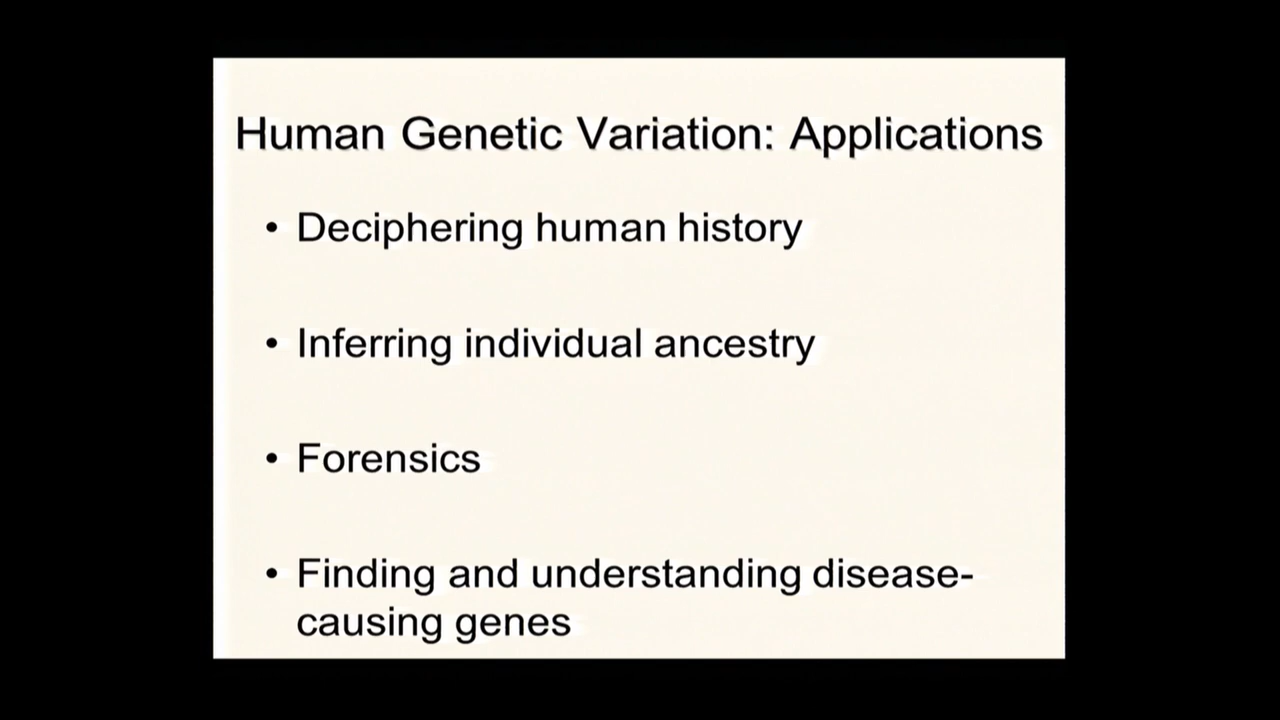 Human Genetic Variation: Applications
• Deciphering human history
• Inferring individual ancestry
• Forensics
• Finding and understanding disease-
causing genes